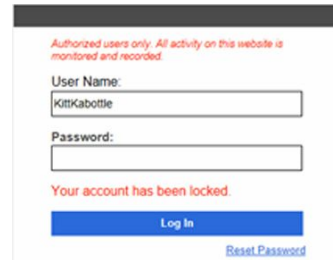 Authorized users only. All activity on this website is
monitored and recorded.
User Name:
KittKabottle
Password:
Your account has been locked.
Log In
Reset Password